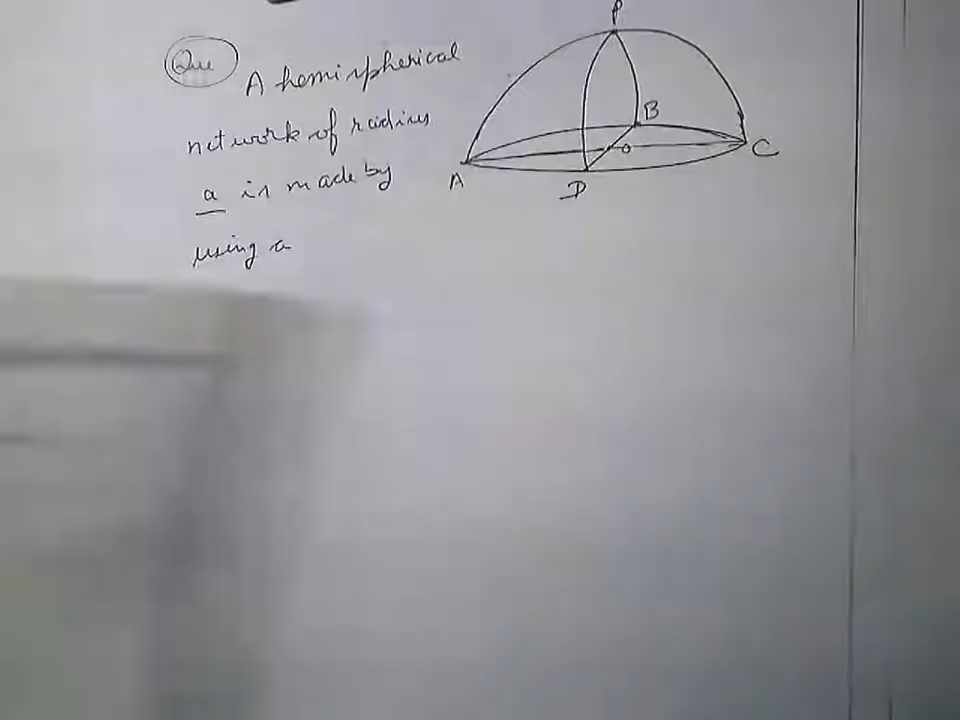 Que
A hemispherical
network of radius
a is made by
using a
P
B
o
C
A
D